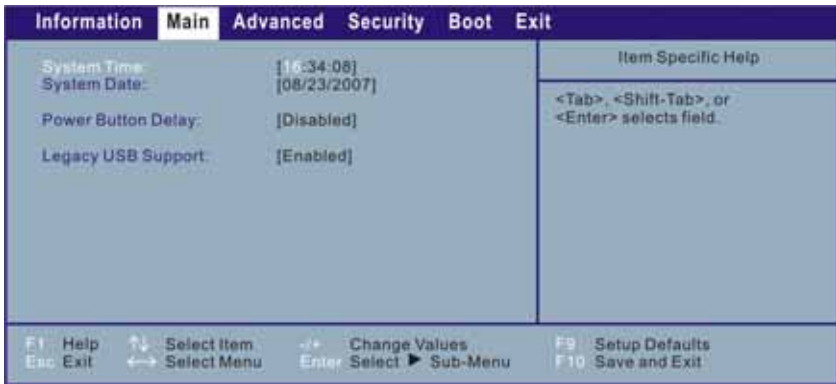 Information Main Advanced Security Boot Exit
System Time: [16:34:08]
System Date: [08/23/2007]
Power Button Delay: [Disabled]
Legacy USB Support: [Enabled]
Item Specific Help
<Tab>, <Shift-Tab>, or
<Enter> selects field.
F1 Help ↑↓ Select Item -/+ Change Values F9 Setup Defaults
Esc Exit ←→ Select Menu Enter Select ► Sub-Menu F10 Save and Exit